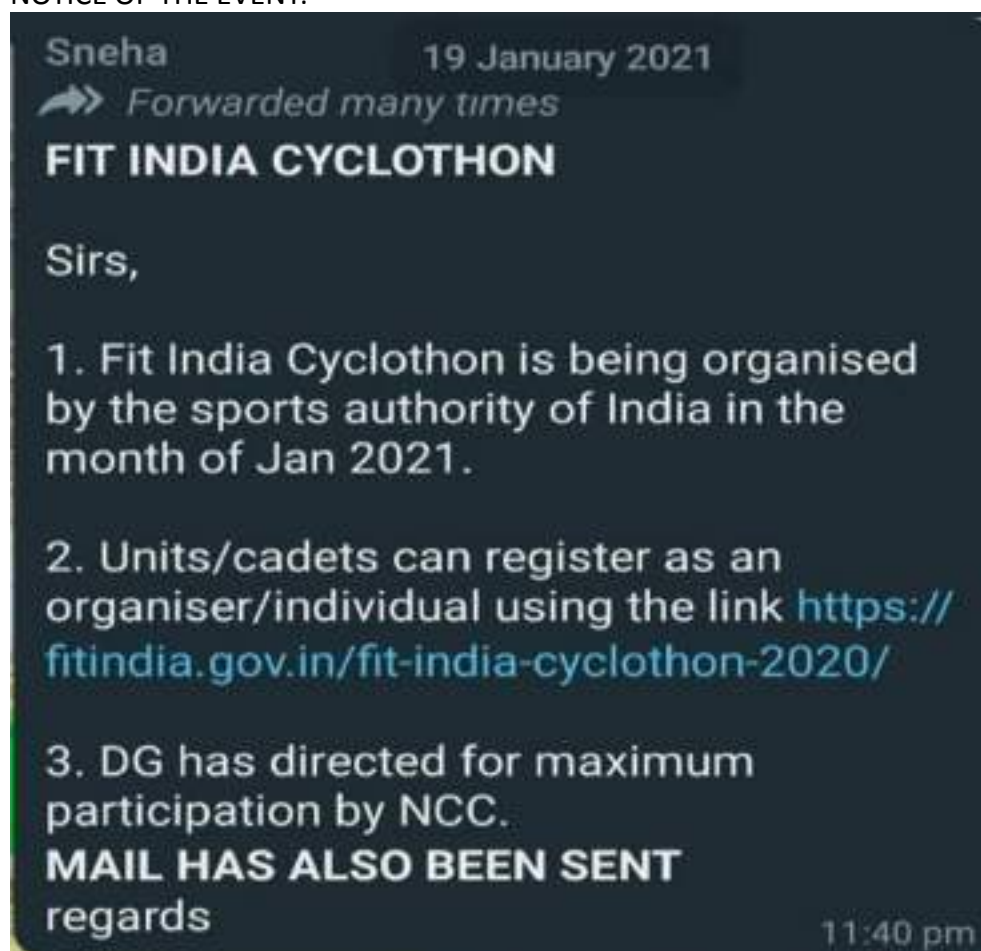 NOTICE OF THE EVENT:
Sneha
19 January 2021
Forwarded many times
FIT INDIA CYCLOTHON
Sirs,
1. Fit India Cyclothon is being organised
by the sports authority of India in the
month of Jan 2021.
2. Units/cadets can register as an
organiser/individual using the link https://
fitindia.gov.in/fit-india-cyclothon-2020/
3. DG has directed for maximum
participation by NCC.
MAIL HAS ALSO BEEN SENT
regards
11:40 pm